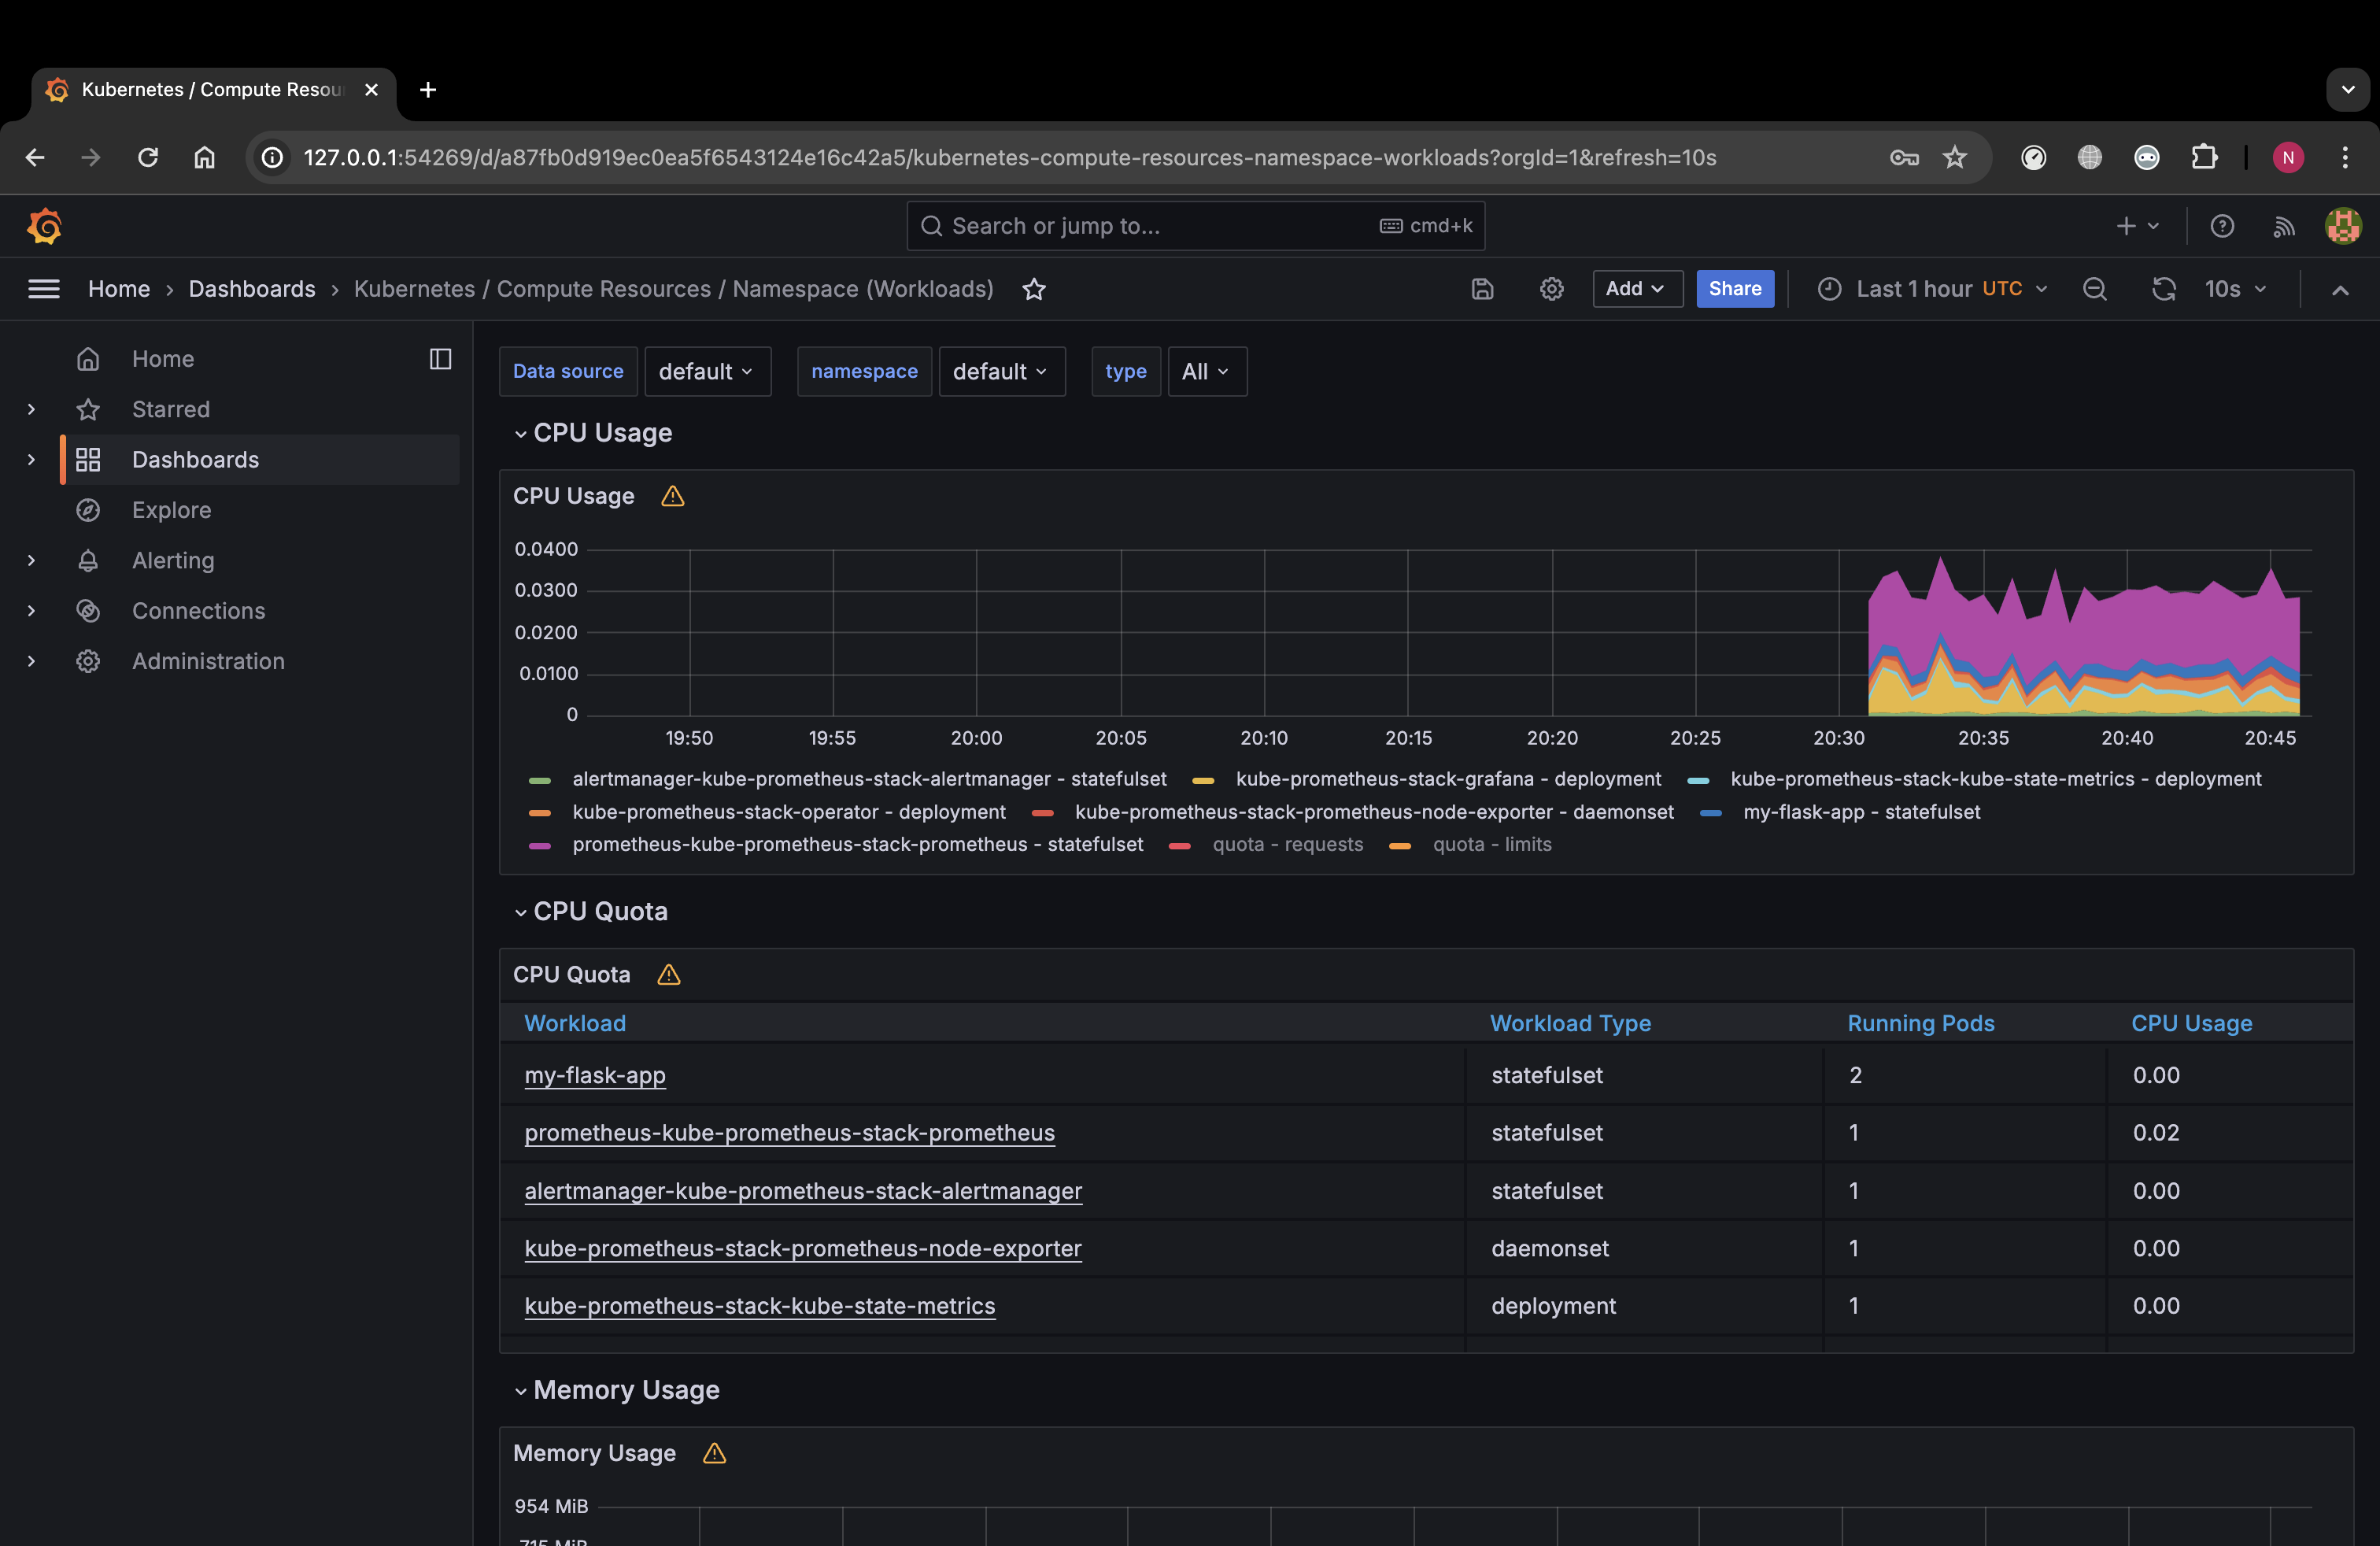 Kubernetes / Compute Resou
127.0.0.1:54269/d/a87fb0d919ec0ea5f6543124e16c42a5/kubernetes-compute-resources-namespace-workloads?orgId=1&refresh=10s
N
Search or jump to... cmd+k
Home › Dashboards › Kubernetes / Compute Resources / Namespace (Workloads)
Add Share Last 1 hour UTC 10s
Home
Starred
Dashboards
Explore
Alerting
Connections
Administration
Data source default namespace default type All
CPU Usage
CPU Usage
0.0400
0.0300
0.0200
0.0100
0
19:50 19:55 20:00 20:05 20:10 20:15 20:20 20:25 20:30 20:35 20:40 20:45
alertmanager-kube-prometheus-stack-alertmanager - statefulset kube-prometheus-stack-grafana - deployment kube-prometheus-stack-kube-state-metrics - deployment
kube-prometheus-stack-operator - deployment kube-prometheus-stack-prometheus-node-exporter - daemonset my-flask-app - statefulset
prometheus-kube-prometheus-stack-prometheus - statefulset quota - requests quota - limits
CPU Quota
CPU Quota
Workload Workload Type Running Pods CPU Usage
my-flask-app statefulset 2 0.00
prometheus-kube-prometheus-stack-prometheus statefulset 1 0.02
alertmanager-kube-prometheus-stack-alertmanager statefulset 1 0.00
kube-prometheus-stack-prometheus-node-exporter daemonset 1 0.00
kube-prometheus-stack-kube-state-metrics deployment 1 0.00
Memory Usage
Memory Usage
954 MiB
715 MiB